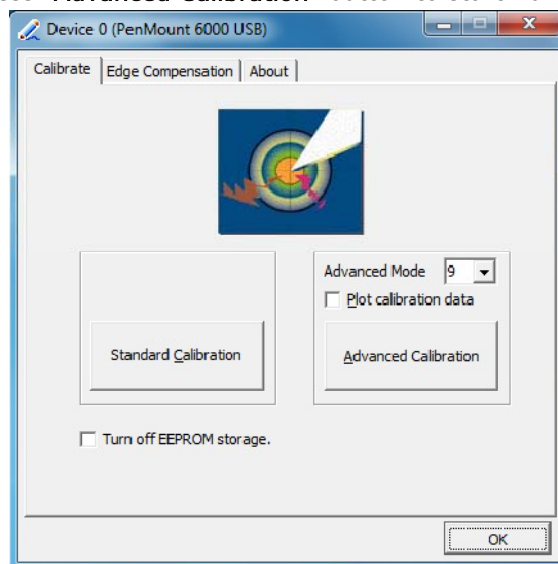 Advanced Calibration
Device 0 (PenMount 6000 USB)
Calibrate Edge Compensation About
Advanced Mode 9
Plot calibration data
Standard Calibration
Advanced Calibration
Turn off EEPROM storage.
OK